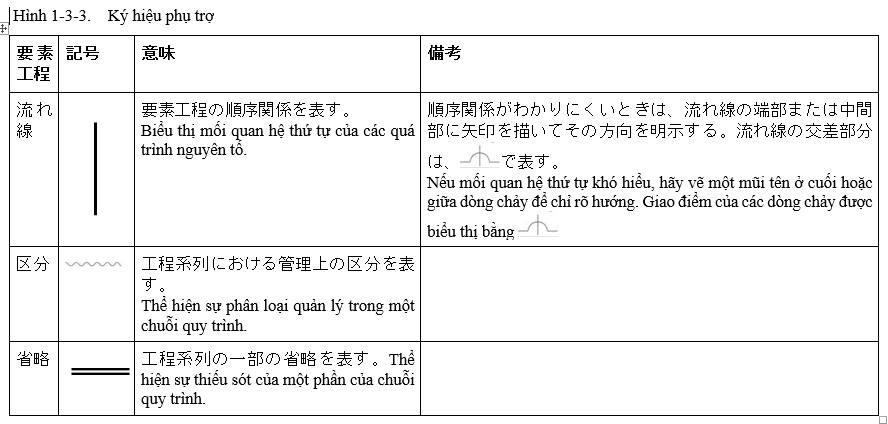 Hình 1-3-3. Ký hiệu phụ trợ
要素
工程
記号
意味
備考
流れ
線
要素工程の順序関係を表す。
Biểu thị mối quan hệ thứ tự của các quá
trình nguyên tố.
順序関係がわかりにくいときは、流れ線の端部または中間
部に矢印を描いてその方向を明示する。流れ線の交差部分
は、で表す。
Nếu mối quan hệ thứ tự khó hiểu, hãy vẽ một mũi tên ở cuối hoặc
giữa dòng chảy để chỉ rõ hướng. Giao điểm của các dòng chảy được
biểu thị bằng
区分
工程系列における管理上の区分を表
す。
Thể hiện sự phân loại quản lý trong một
chuỗi quy trình.
省略
工程系列の一部の省略を表す。Thể
hiện sự thiếu sót của một phần của chuỗi
quy trình.